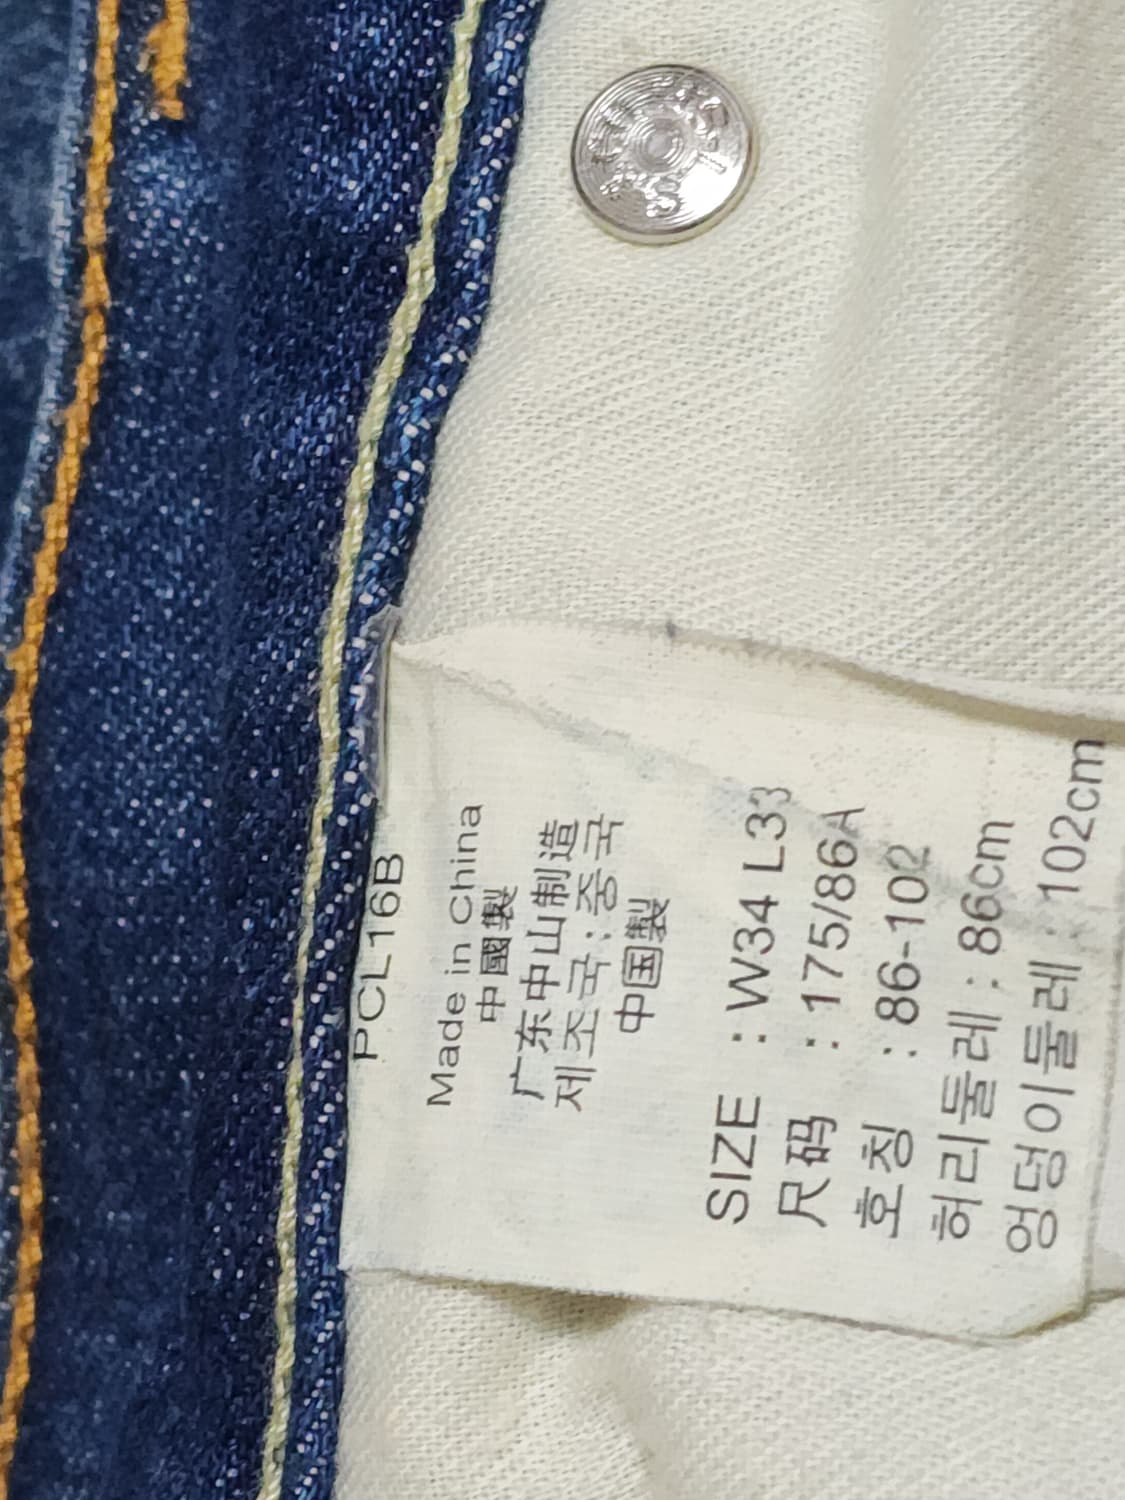 PCL16B
Made in China
中國製
广东中山制造
제조국:중국
中国製
SIZE : W34 L33
尺码 : 175/86A
호칭 : 86-102
허리둘레 : 86cm
엉덩이둘레 : 102cm